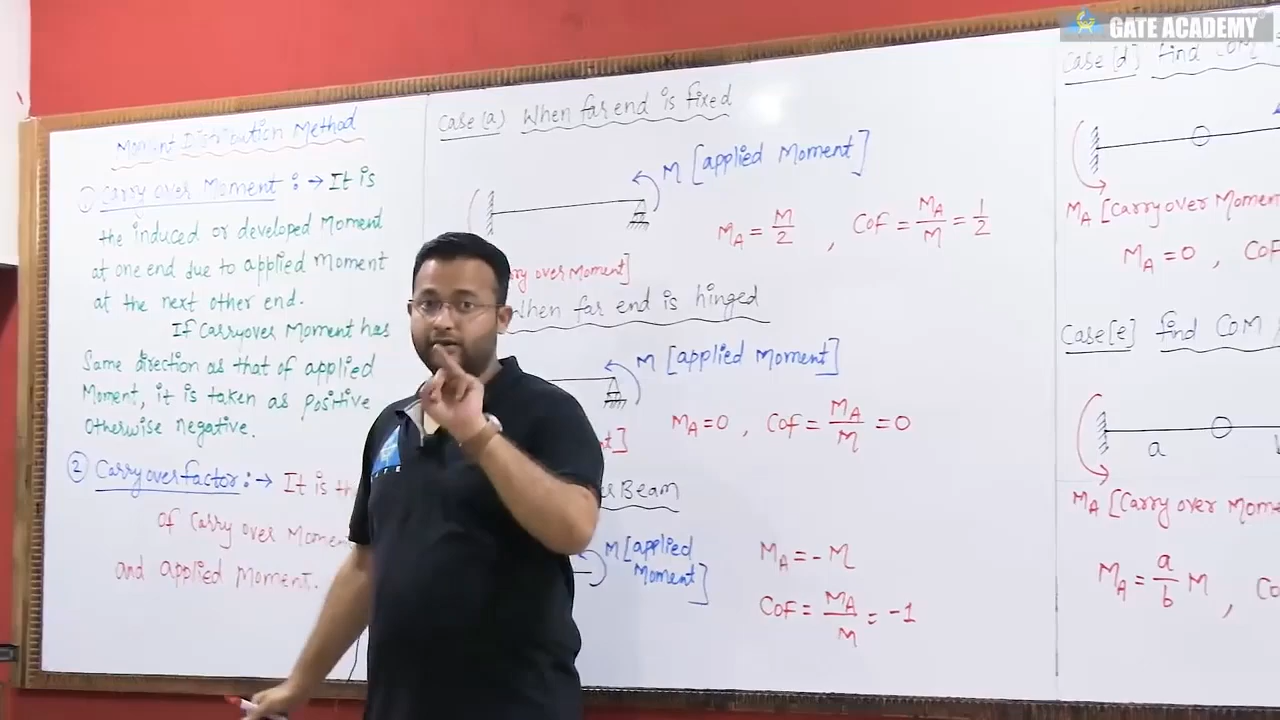 GATE ACADEMY
Moment Distribution Method
① Carry over Moment : → It is
the induced or developed Moment
at one end due to applied moment
at the next other end.
If Carryover Moment has
Same direction as that of applied
Moment, it is taken as positive
otherwise negative.
② Carry over factor : → It is
of Carry over Moment
and applied Moment.
Case (a) When far end is fixed
M [applied Moment]
M_A = M/2 , Cof = M_A/M = 1/2
over Moment]
When far end is hinged
M [applied Moment]
M_A = 0 , Cof = M_A/M = 0
Beam
M [applied
Moment]
M_A = -M
Cof = M_A/M = -1
Case [d] find COM
M_A [Carry over Moment
M_A = 0 , Cof
Case [e] find COM
a
M_A [Carry over Mome
M_A = a/b M , Co